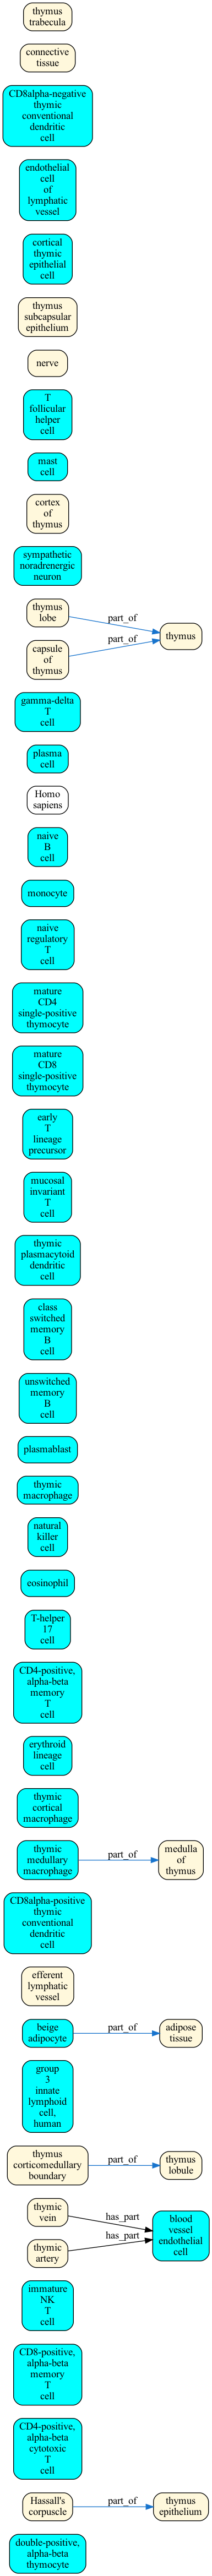 thymus
trabecula
connective
tissue
CD8alpha-negative
thymic
conventional
dendritic
cell
endothelial
cell
of
lymphatic
vessel
cortical
thymic
epithelial
cell
thymus
subcapsular
epithelium
nerve
T
follicular
helper
cell
mast
cell
cortex
of
thymus
sympathetic
noradrenergic
neuron
thymus
lobe
part_of
capsule
of
thymus
part_of
thymus
gamma-delta
T
cell
plasma
cell
Homo
sapiens
naive
B
cell
monocyte
naive
regulatory
T
cell
mature
CD4
single-positive
thymocyte
mature
CD8
single-positive
thymocyte
early
T
lineage
precursor
mucosal
invariant
T
cell
thymic
plasmacytoid
dendritic
cell
class
switched
memory
B
cell
unswitched
memory
B
cell
plasmablast
thymic
macrophage
natural
killer
cell
eosinophil
T-helper
17
cell
CD4-positive,
alpha-beta
memory
T
cell
erythroid
lineage
cell
thymic
cortical
macrophage
thymic
medullary
macrophage
part_of
medulla
of
thymus
CD8alpha-positive
thymic
conventional
dendritic
cell
efferent
lymphatic
vessel
beige
adipocyte
part_of
adipose
tissue
group
3
innate
lymphoid
cell,
human
thymus
corticomedullary
boundary
part_of
thymus
lobule
thymic
vein
has_part
thymic
artery
has_part
blood
vessel
endothelial
cell
immature
NK
T
cell
CD8-positive,
alpha-beta
memory
T
cell
CD4-positive,
alpha-beta
cytotoxic
T
cell
Hassall's
corpuscle
part_of
thymus
epithelium
double-positive,
alpha-beta
thymocyte